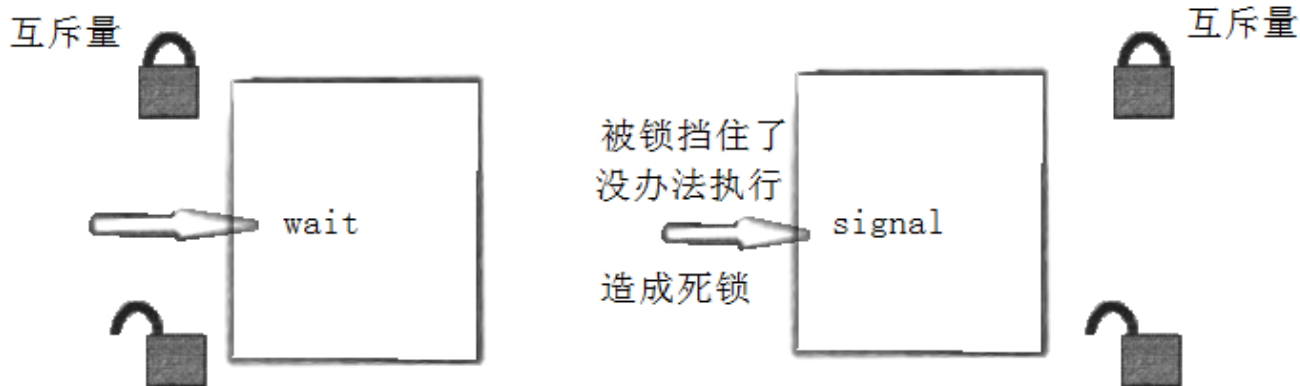 互斥量
互斥量
被锁挡住了
没办法执行
wait
signal
造成死锁